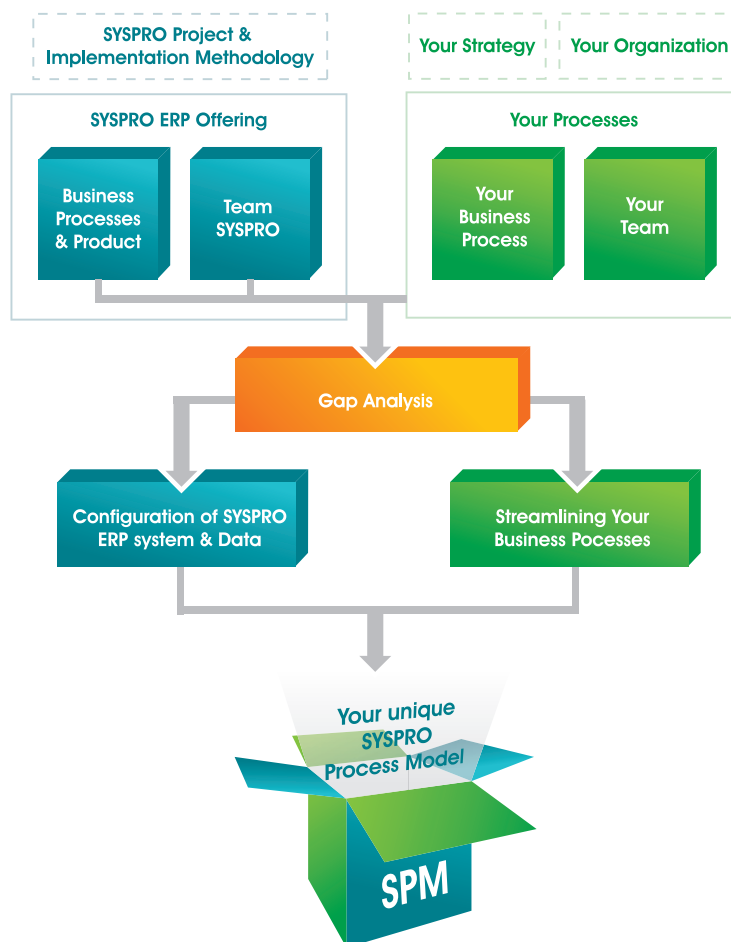 SYSPRO Project &
Implementation Methodology
Your Strategy
Your Organization
SYSPRO ERP Offering
Your Processes
Business
Processes
& Product
Team
SYSPRO
Your
Business
Process
Your
Team
Gap Analysis
Configuration of SYSPRO
ERP system & Data
Streamlining Your
Business Pocesses
Your unique
SYSPRO
Process Model
SPM